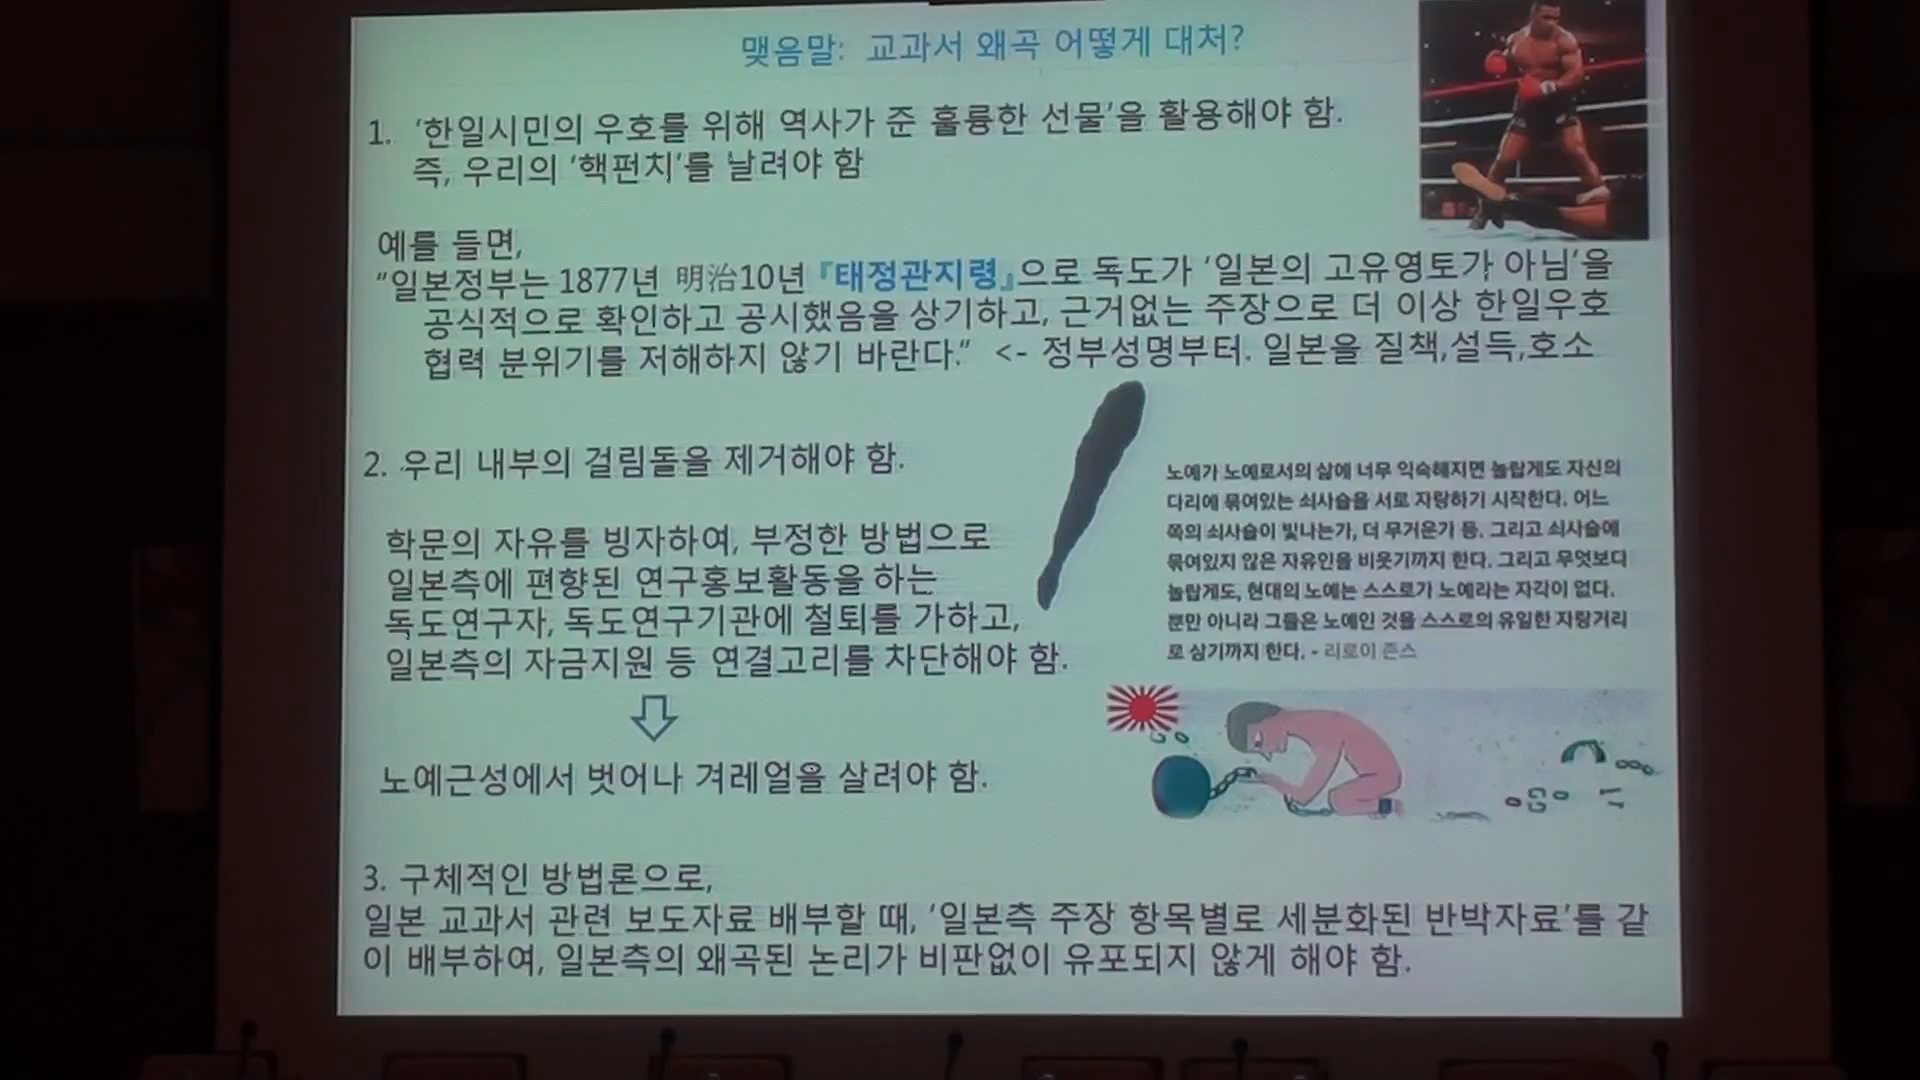 맺음말: 교과서 왜곡 어떻게 대처?
1. '한일시민의 우호를 위해 역사가 준 훌륭한 선물'을 활용해야 함.
즉, 우리의 '핵펀치'를 날려야 함
예를 들면,
"일본정부는 1877년 明治10년 『태정관지령』으로 독도가 '일본의 고유영토가 아님'을
공식적으로 확인하고 공시했음을 상기하고, 근거없는 주장으로 더 이상 한일우호
협력 분위기를 저해하지 않기 바란다." <- 정부성명부터. 일본을 질책,설득,호소
2. 우리 내부의 걸림돌을 제거해야 함.
학문의 자유를 빙자하여, 부정한 방법으로
일본측에 편향된 연구홍보활동을 하는
독도연구자, 독도연구기관에 철퇴를 가하고,
일본측의 자금지원 등 연결고리를 차단해야 함.
노예근성에서 벗어나 겨레얼을 살려야 함.
노예가 노예로서의 삶에 너무 익숙해지면 놀랍게도 자신의
다리에 묶여있는 쇠사슬을 서로 자랑하기 시작한다. 어느
쪽의 쇠사슬이 빛나는가, 더 무거운가 등. 그리고 쇠사슬에
묶여있지 않은 자유인을 비웃기까지 한다. 그리고 무엇보다
놀랍게도, 현대의 노예는 스스로가 노예라는 자각이 없다.
뿐만 아니라 그들은 노예인 것을 스스로의 유일한 자랑거리
로 삼기까지 한다. - 리로이 존스
3. 구체적인 방법론으로,
일본 교과서 관련 보도자료 배부할 때, '일본측 주장 항목별로 세분화된 반박자료'를 같
이 배부하여, 일본측의 왜곡된 논리가 비판없이 유포되지 않게 해야 함.